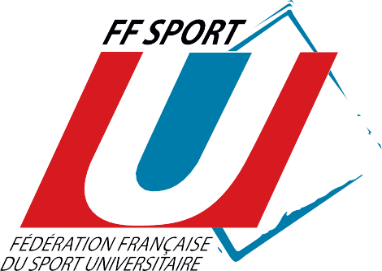 FF SPORT
U
FÉDÉRATION FRANÇAISE
DU SPORT UNIVERSITAIRE